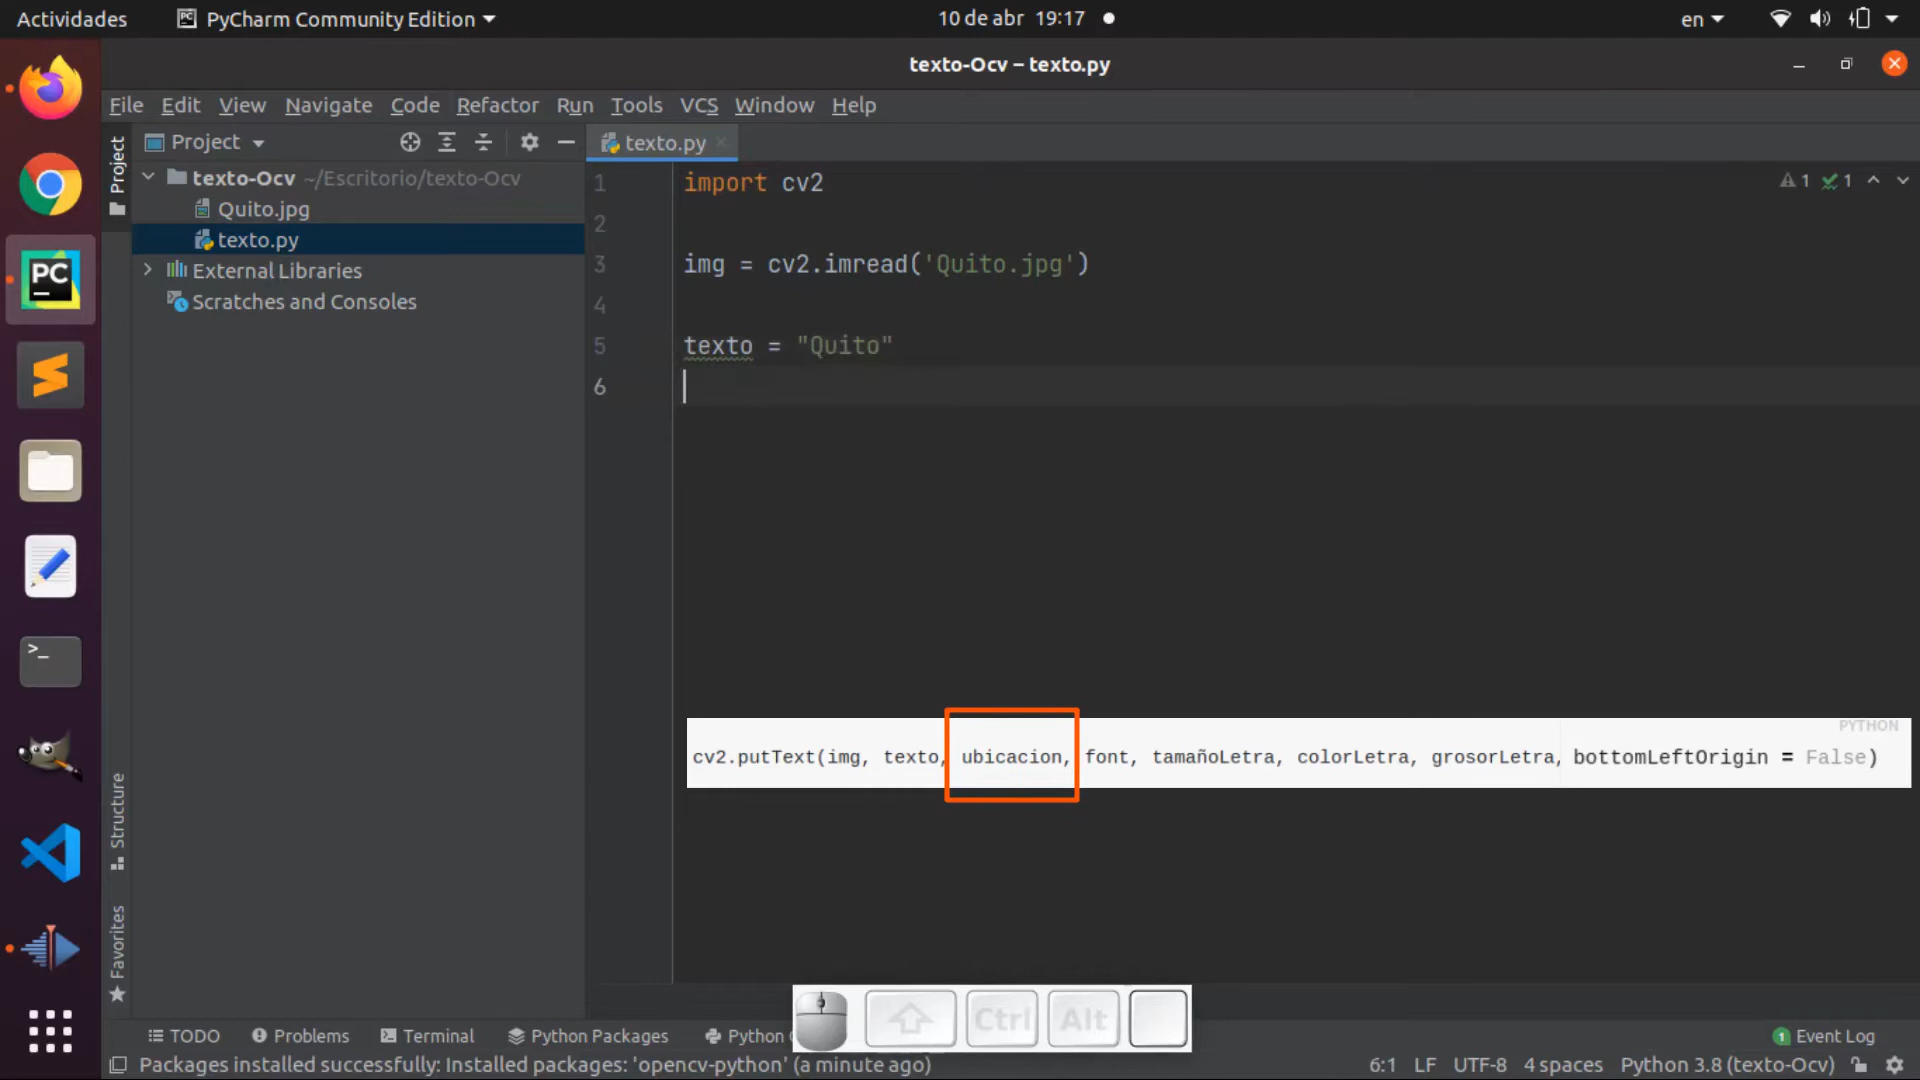 Actividades
PyCharm Community Edition
10 de abr 19:17
en
texto-Ocv – texto.py
File Edit View Navigate Code Refactor Run Tools VCS Window Help
Project
Project
texto.py
texto-Ocv ~/Escritorio/texto-Ocv
Quito.jpg
texto.py
External Libraries
Scratches and Consoles
1 import cv2
2
3 img = cv2.imread('Quito.jpg')
4
5 texto = "Quito"
6
1 1
PC
>_
cv2.putText(img, texto, ubicacion, font, tamañoLetra, colorLetra, grosorLetra, bottomLeftOrigin = False)
PYTHON
Structure
Favorites
Ctrl Alt
TODO Problems Terminal Python Packages Python
1 Event Log
Packages installed successfully: Installed packages: 'opencv-python' (a minute ago)
6:1 LF UTF-8 4 spaces Python 3.8 (texto-Ocv)